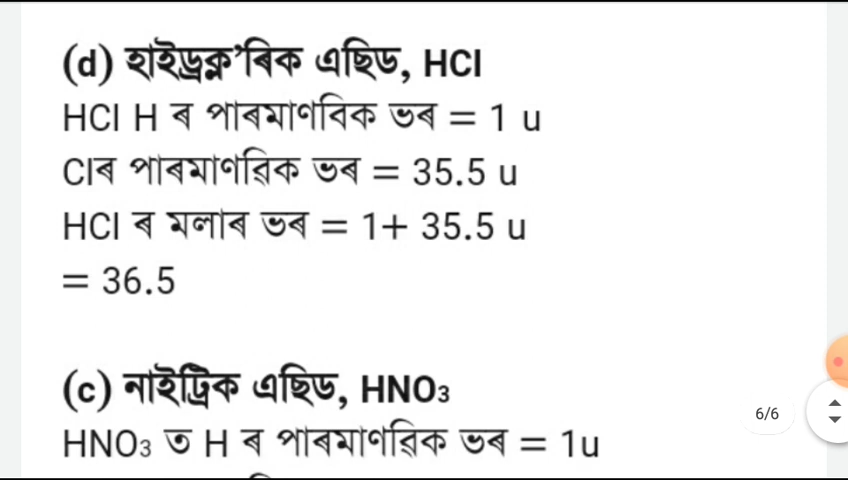 (d) হাইড্ৰক্ল'ৰিক এছিড, HCl
HCl H ৰ পাৰমাণবিক ভৰ = 1 u
Clৰ পাৰমাণৱিক ভৰ = 35.5 u
HCl ৰ মলাৰ ভৰ = 1+ 35.5 u
= 36.5
(c) নাইট্ৰিক এছিড, HNO₃
6/6
HNO₃ ত H ৰ পাৰমাণৱিক ভৰ = 1u